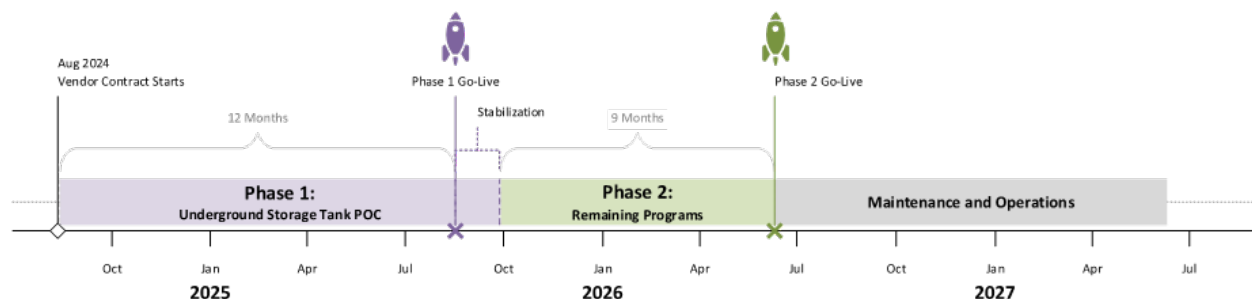 Aug 2024
Vendor Contract Starts
Phase 1 Go-Live
Phase 2 Go-Live
Stabilization
12 Months
9 Months
Phase 1:
Underground Storage Tank POC
Phase 2:
Remaining Programs
Maintenance and Operations
Oct Jan Apr Jul Oct Jan Apr Jul Oct Jan Apr Jul
2025 2026 2027